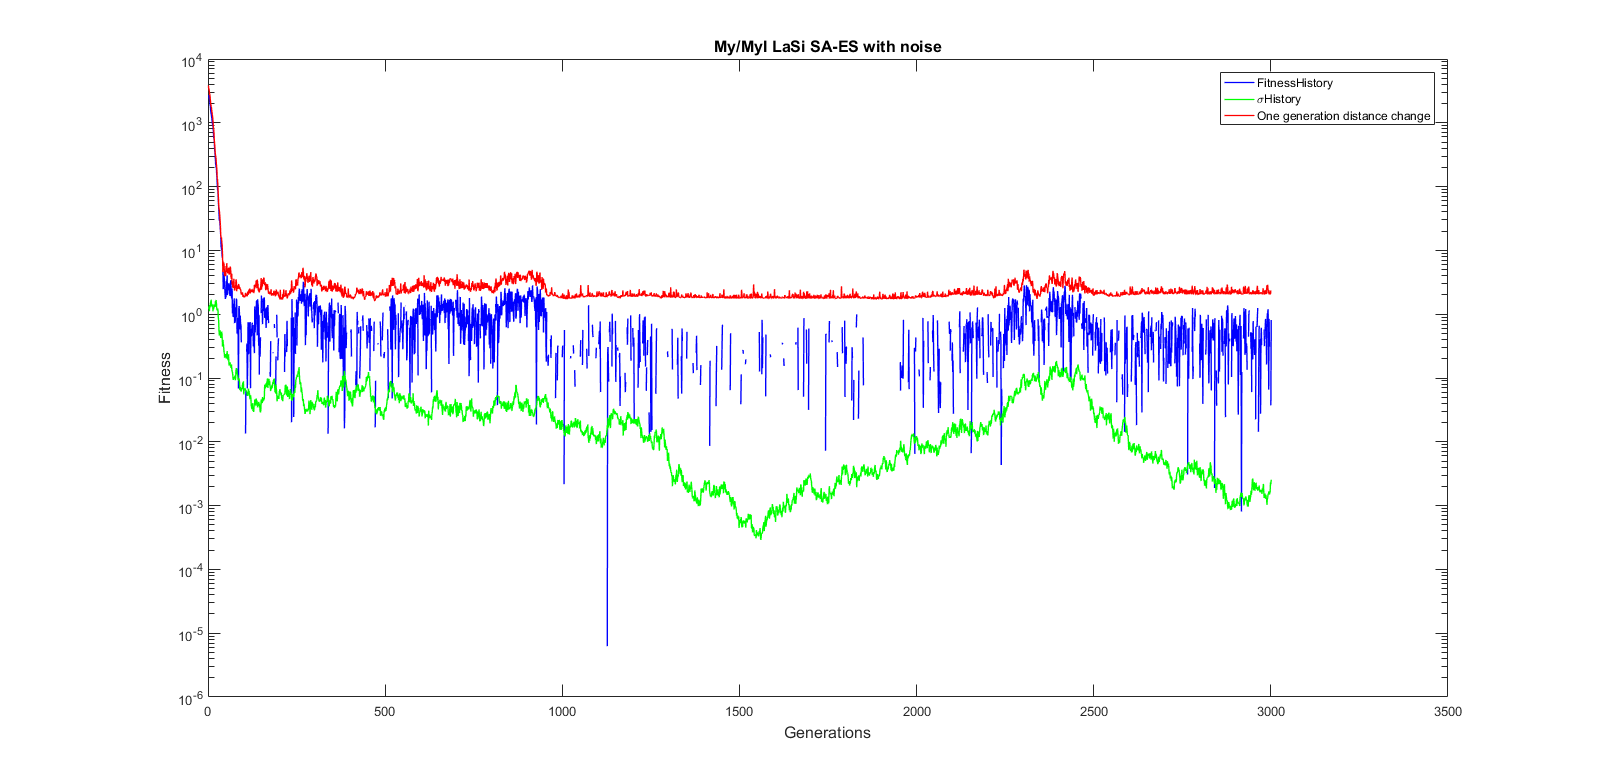 My/MyI LaSi SA-ES with noise
FitnessHistory
σHistory
One generation distance change
Fitness
10^4
10^3
10^2
10^1
10^0
10^-1
10^-2
10^-3
10^-4
10^-5
10^-6
0 500 1000 1500 2000 2500 3000 3500
Generations